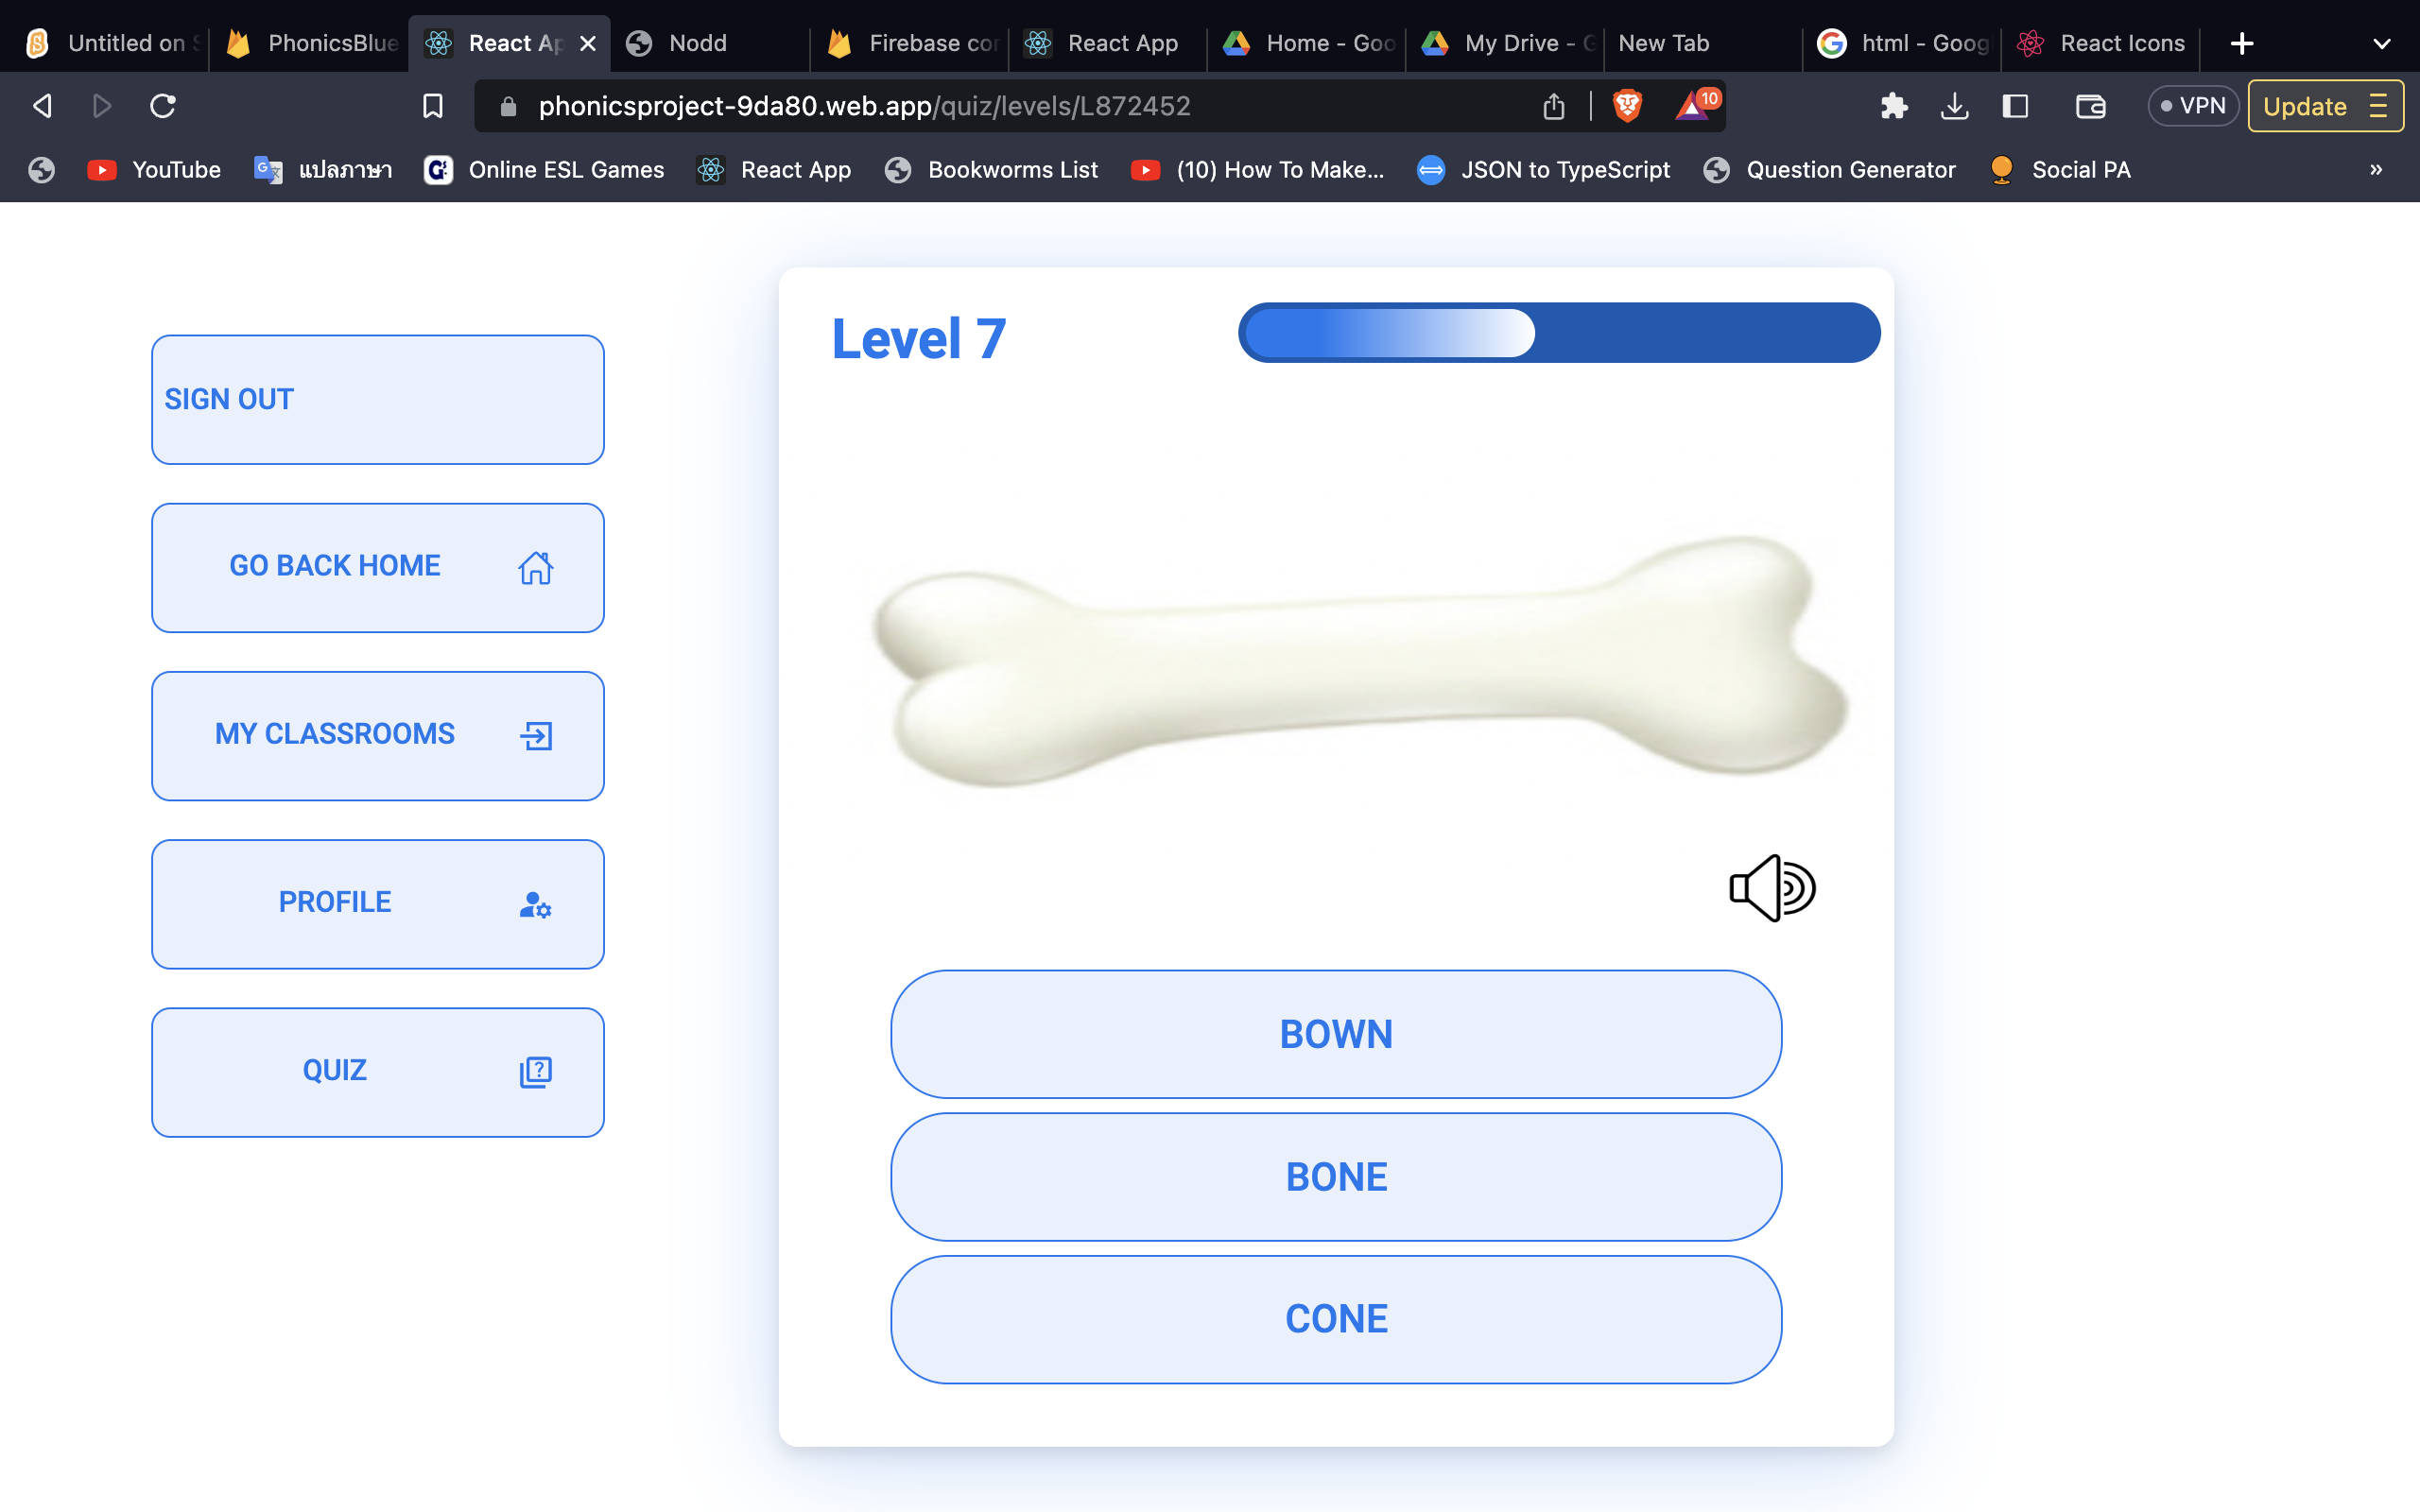 Untitled on
PhonicsBlue
React Ap
Nodd
Firebase con
React App
Home - Goo
My Drive - G
New Tab
html - Goog
React Icons
phonicsproject-9da80.web.app/quiz/levels/L872452
10
VPN
Update
YouTube
แปลภาษา
Online ESL Games
React App
Bookworms List
(10) How To Make...
JSON to TypeScript
Question Generator
Social PA
»
SIGN OUT
GO BACK HOME
MY CLASSROOMS
PROFILE
QUIZ
Level 7
BOWN
BONE
CONE